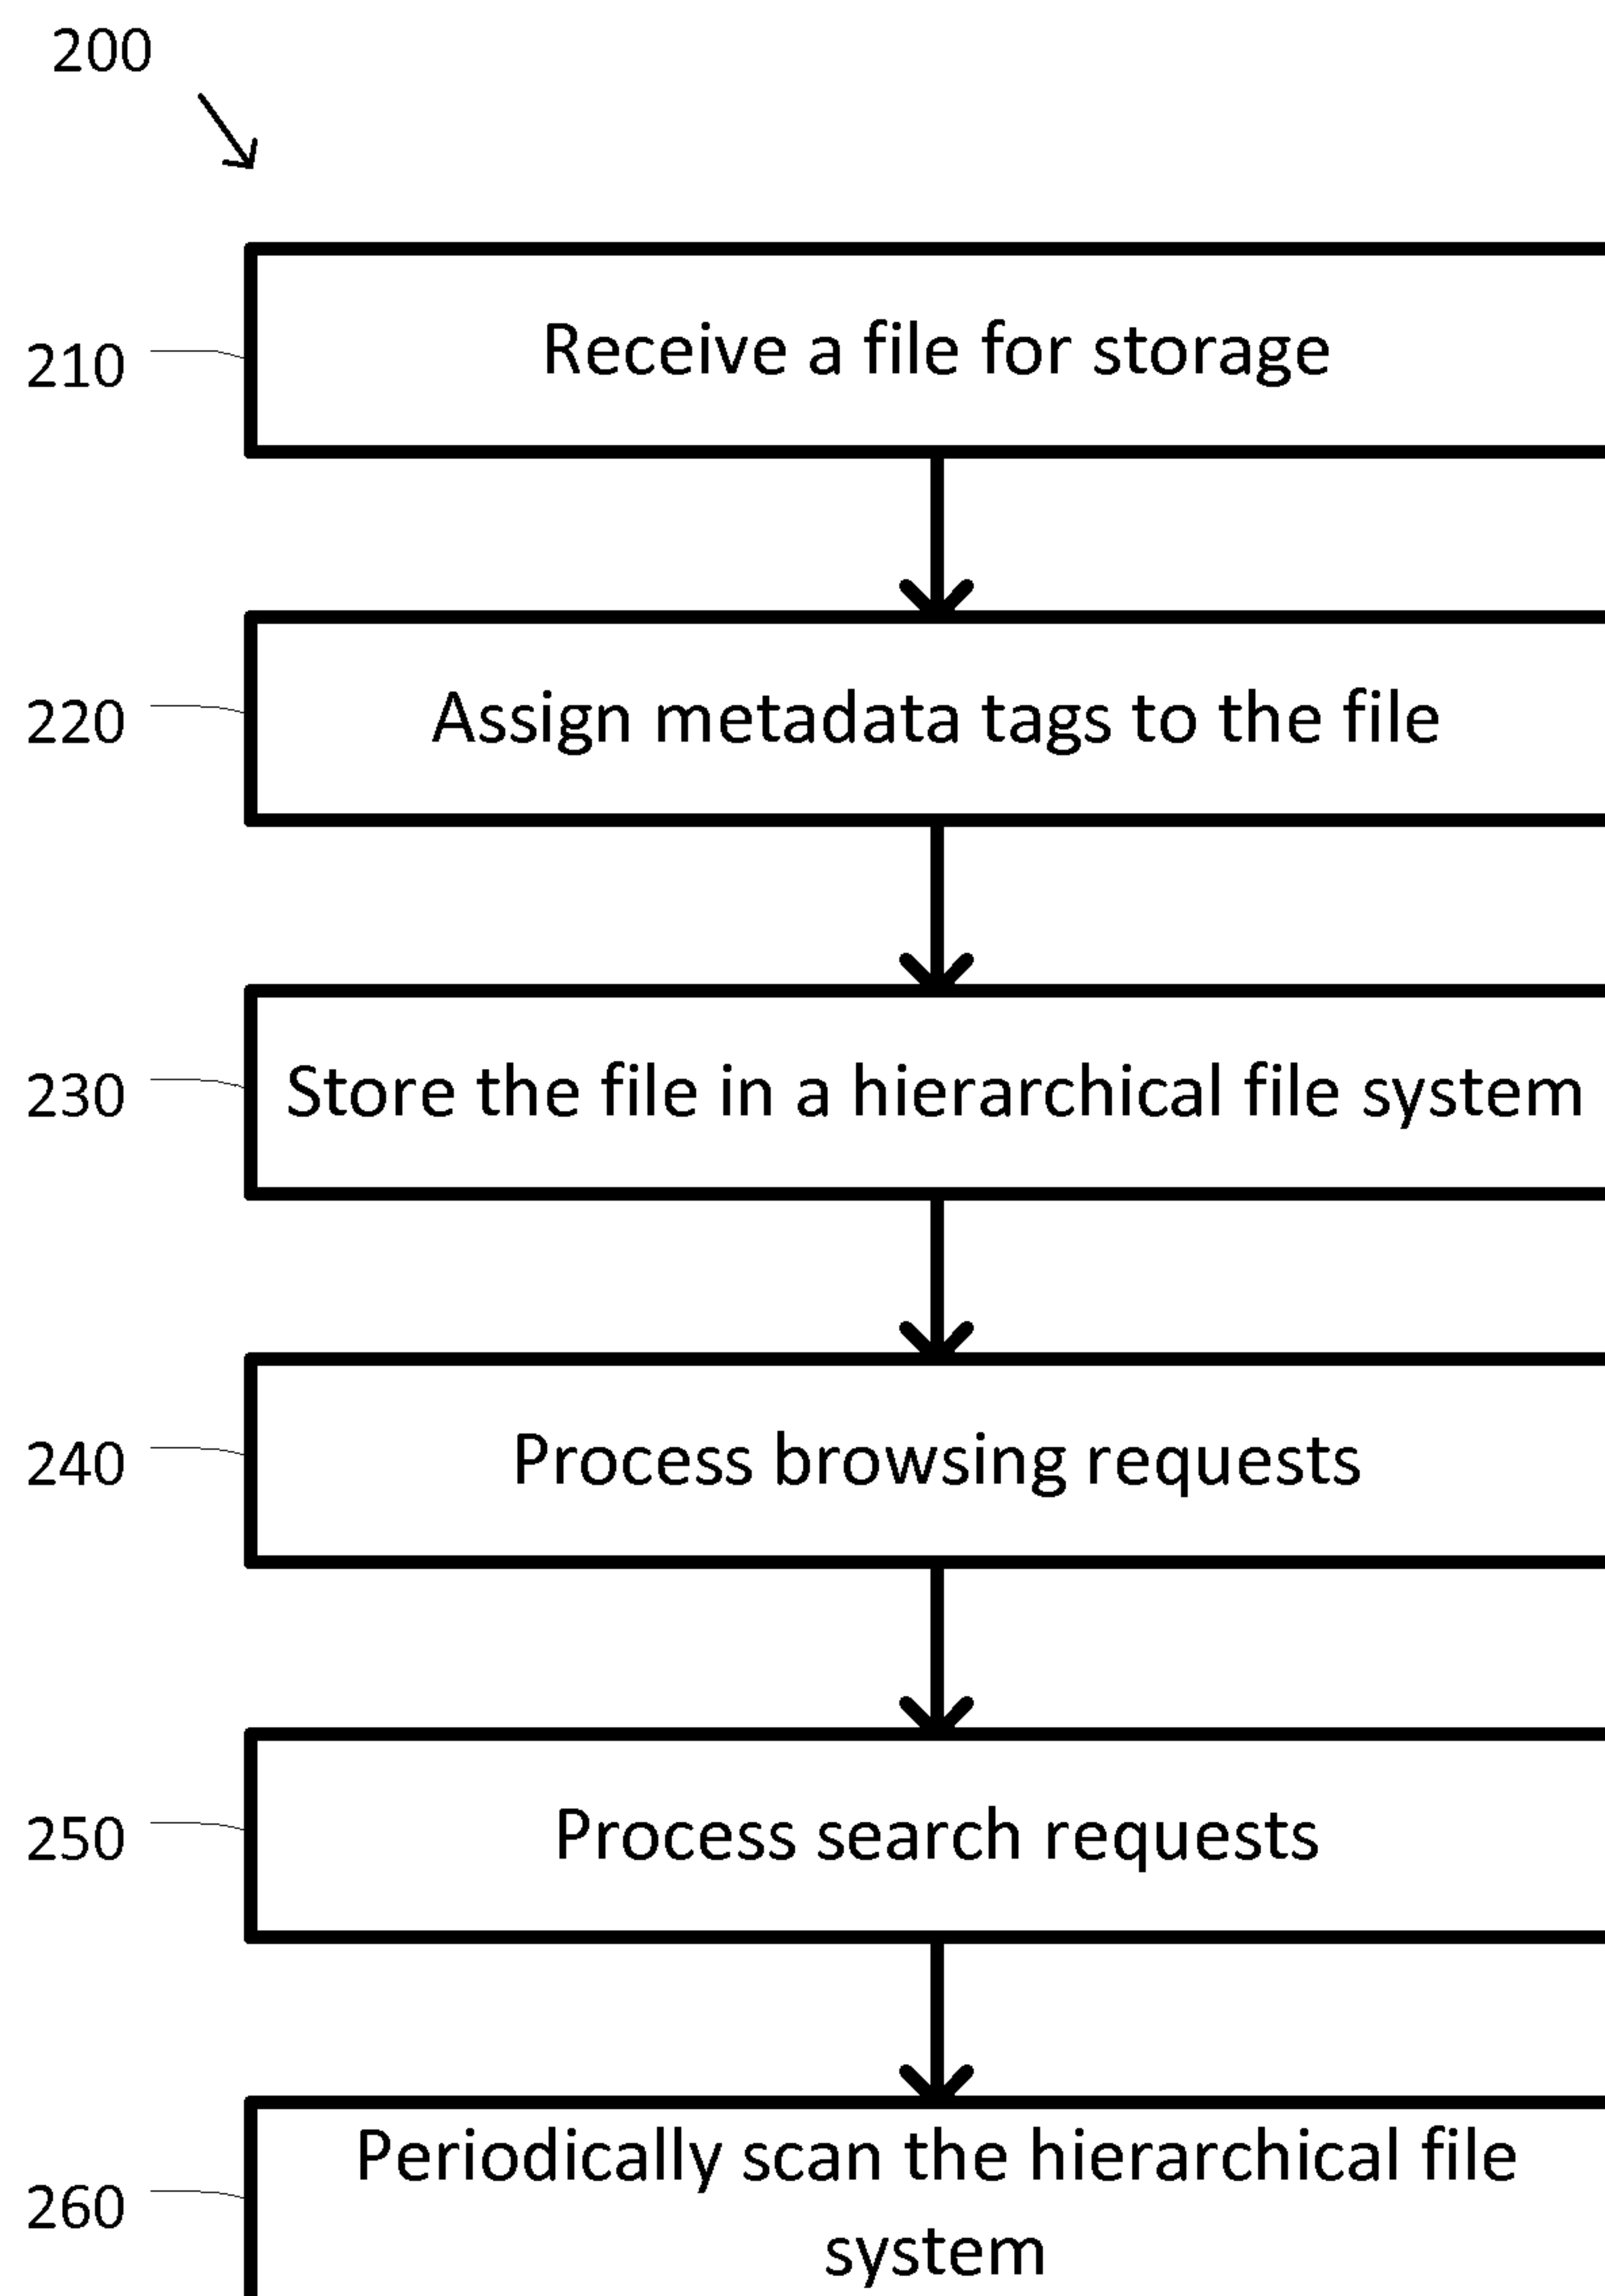 200
210
Receive a file for storage
220
Assign metadata tags to the file
230
Store the file in a hierarchical file system
240
Process browsing requests
250
Process search requests
260
Periodically scan the hierarchical file
system